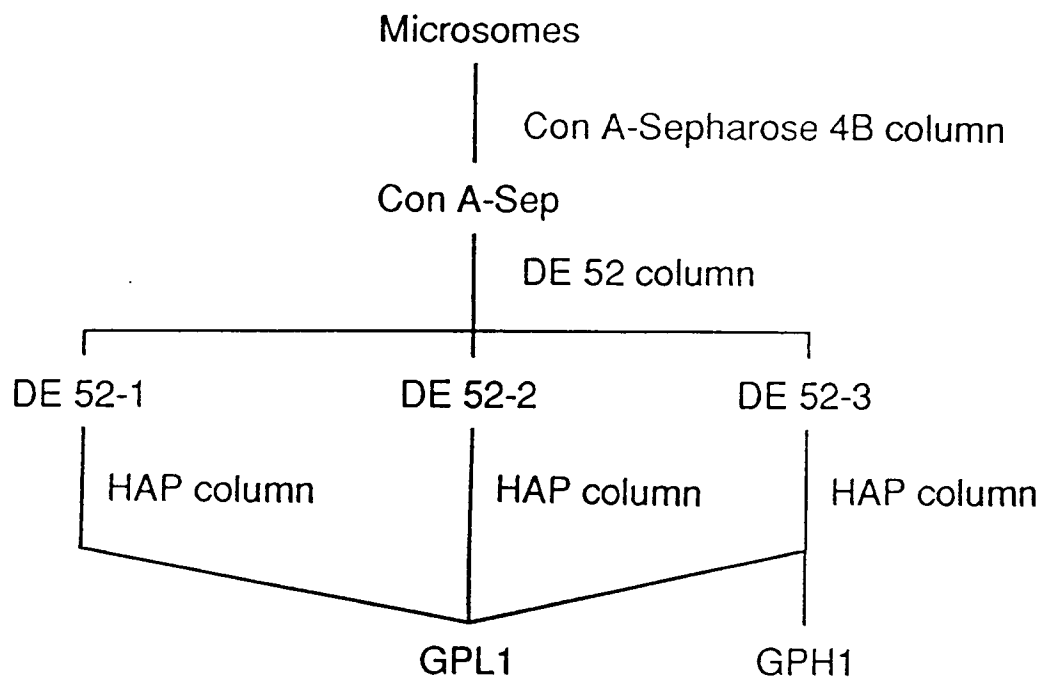 Microsomes
Con A-Sepharose 4B column
Con A-Sep
DE 52 column
DE 52-1
DE 52-2
DE 52-3
HAP column
HAP column
HAP column
GPL1
GPH1